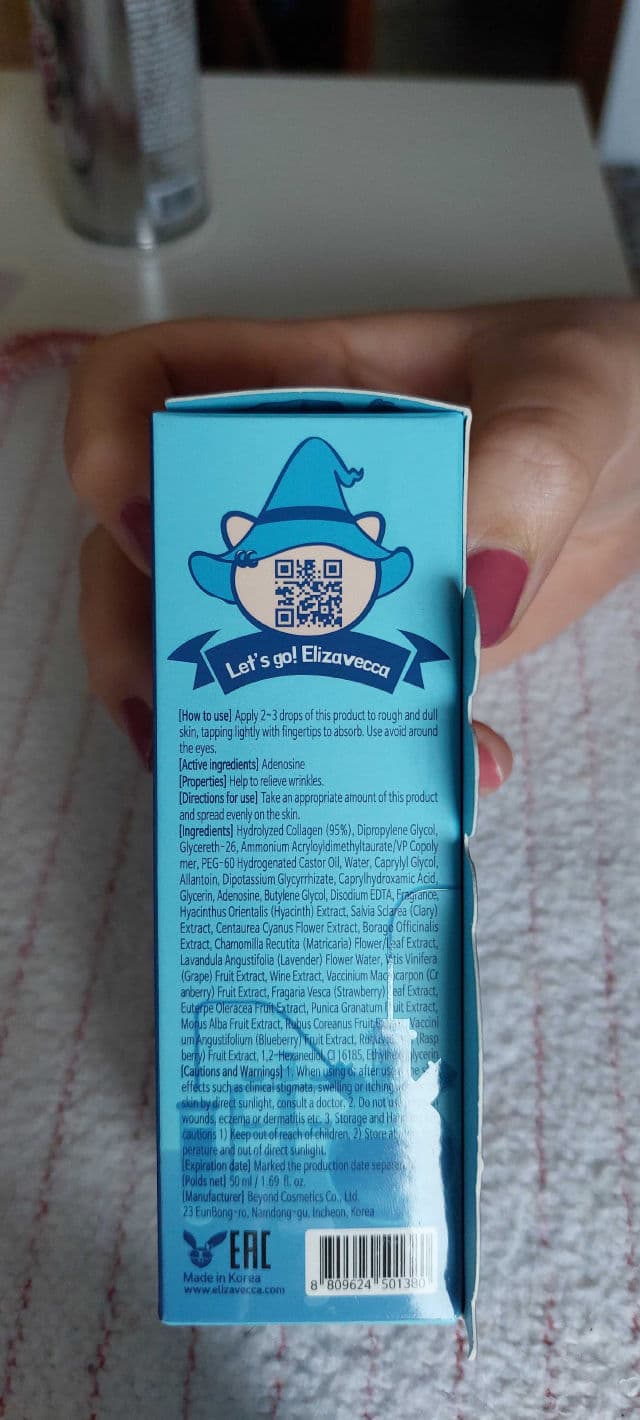 Let's go! Elizavecca
[How to use] Apply 2~3 drops of this product to rough and dull
skin, tapping lightly with fingertips to absorb. Use avoid around
the eyes.
[Active ingredients] Adenosine
[Properties] Help to relieve wrinkles.
[Directions for use] Take an appropriate amount of this product
and spread evenly on the skin.
[Ingredients] Hydrolyzed Collagen (95%), Dipropylene Glycol,
Glycereth-26, Ammonium Acryloyldimethyltaurate/VP Copoly
mer, PEG-60 Hydrogenated Castor Oil, Water, Caprylyl Glycol,
Allantoin, Dipotassium Glycyrrhizate, Caprylhydroxamic Acid,
Glycerin, Adenosine, Butylene Glycol, Disodium EDTA, Fragrance,
Hyacinthus Orientalis (Hyacinth) Extract, Salvia Sclarea (Clary)
Extract, Centaurea Cyanus Flower Extract, Borago Officinalis
Extract, Chamomilla Recutita (Matricaria) Flower/Leaf Extract,
Lavandula Angustifolia (Lavender) Flower Water, Vitis Vinifera
(Grape) Fruit Extract, Wine Extract, Vaccinium Macrocarpon (Cr
anberry) Fruit Extract, Fragaria Vesca (Strawberry) Leaf Extract,
Euterpe Oleracea Fruit Extract, Punica Granatum Fruit Extract,
Morus Alba Fruit Extract, Rubus Coreanus Fruit Vaccini
um Angustifolium (Blueberry) Fruit Extract, (Rasp
berry) Fruit Extract, 1,2-Hexanediol, CI 16185,
[Cautions and Warnings] 1. When using or after use,
effects such as clinical stigmata, swelling or itching
skin by direct sunlight, consult a doctor. 2. Do not
wounds, eczema or dermatitis etc. 3. Storage and
cautions 1) Keep out of reach of children. 2) Store at
perature and out of direct sunlight.
[Expiration date] Marked the production date
[Poids net] 50 ml / 1.69 fl. oz.
[Manufacturer] Beyond Cosmetics Co., Ltd.
23 EunBong-ro, Namdong-gu, Incheon, Korea
EAC
Made in Korea
www.elizavecca.com
8 809624 501380